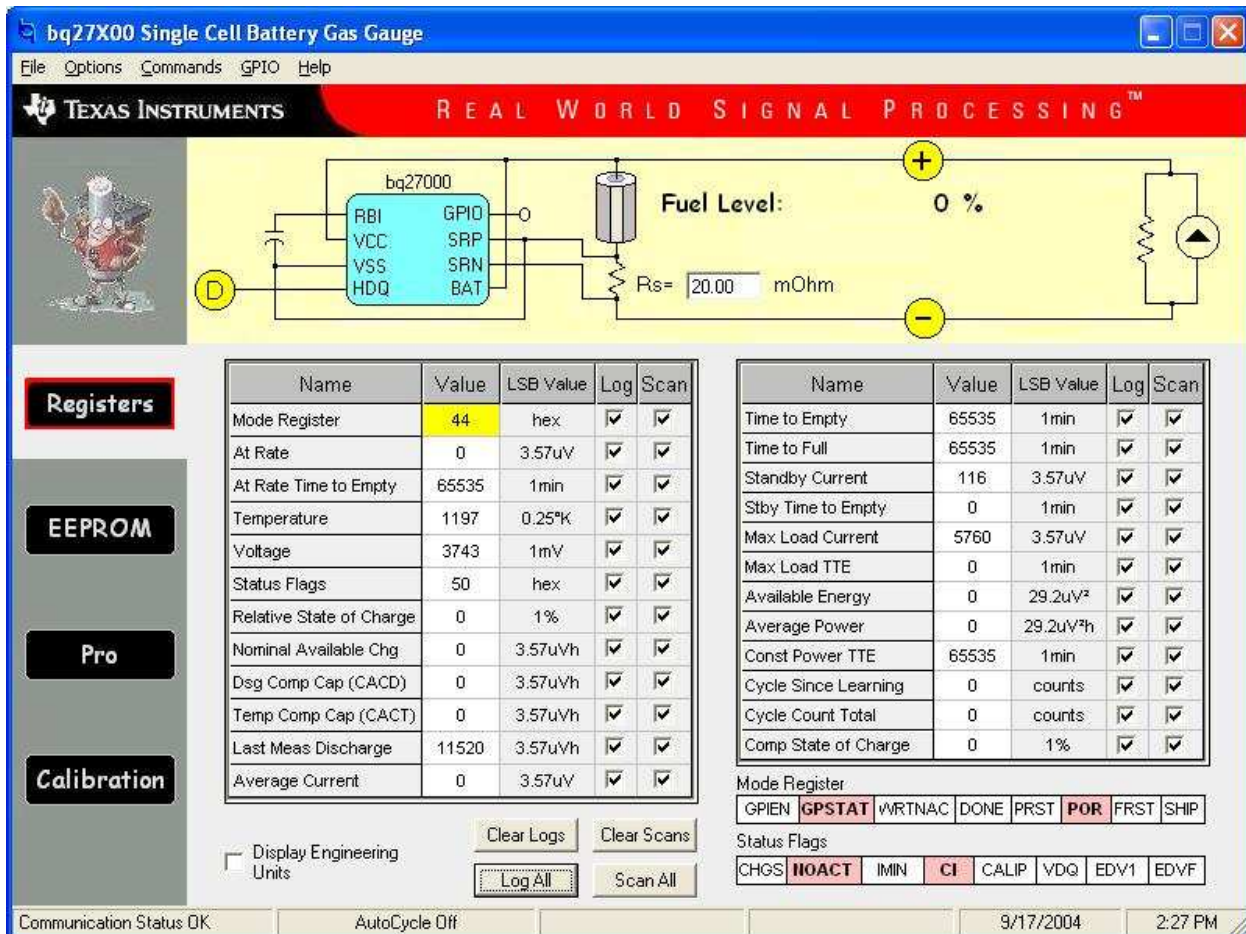 bq27X00 Single Cell Battery Gas Gauge
File Options Commands GPIO Help
TEXAS INSTRUMENTS REAL WORLD SIGNAL PROCESSING™
bq27000
RBI GPIO
VCC SRP
VSS SRN
HDQ BAT
D
+
Fuel Level: 0 %
Rs= 20.00 mOhm
−
Registers
EEPROM
Pro
Calibration
Name Value LSB Value Log Scan
Mode Register 44 hex
At Rate 0 3.57uV
At Rate Time to Empty 65535 1min
Temperature 1197 0.25°K
Voltage 3743 1mV
Status Flags 50 hex
Relative State of Charge 0 1%
Nominal Available Chg 0 3.57uVh
Dsg Comp Cap (CACD) 0 3.57uVh
Temp Comp Cap (CACT) 0 3.57uVh
Last Meas Discharge 11520 3.57uVh
Average Current 0 3.57uV
Name Value LSB Value Log Scan
Time to Empty 65535 1min
Time to Full 65535 1min
Standby Current 116 3.57uV
Stby Time to Empty 0 1min
Max Load Current 5760 3.57uV
Max Load TTE 0 1min
Available Energy 0 29.2uV²
Average Power 0 29.2uV²h
Const Power TTE 65535 1min
Cycle Since Learning 0 counts
Cycle Count Total 0 counts
Comp State of Charge 0 1%
Mode Register
GPIEN GPSTAT WRTNAC DONE PRST POR FRST SHIP
Status Flags
CHGS NOACT IMIN CI CALIP VDQ EDV1 EDVF
Display Engineering
Units
Clear Logs Clear Scans
Log All Scan All
Communication Status OK AutoCycle Off 9/17/2004 2:27 PM